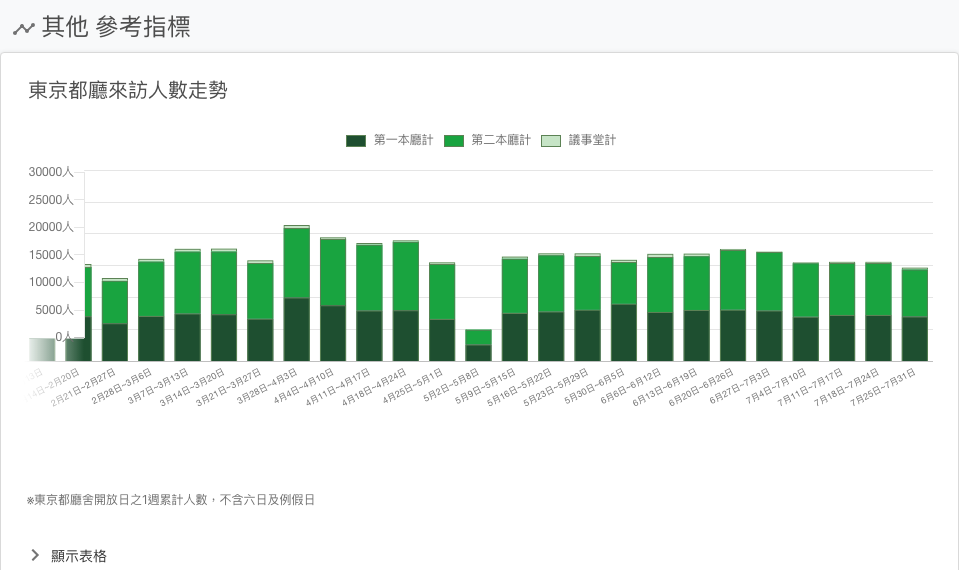 其他 參考指標
東京都廳來訪人數走勢
第一本廳計 第二本廳計 議事堂計
30000人
25000人
20000人
15000人
10000人
5000人
0人
2月21日~2月27日
2月28日~3月6日
3月7日~3月13日
3月14日~3月20日
3月21日~3月27日
3月28日~4月3日
4月4日~4月10日
4月11日~4月17日
4月18日~4月24日
4月25日~5月1日
5月2日~5月8日
5月9日~5月15日
5月16日~5月22日
5月23日~5月29日
5月30日~6月5日
6月6日~6月12日
6月13日~6月19日
6月20日~6月26日
6月27日~7月3日
7月4日~7月10日
7月11日~7月17日
7月18日~7月24日
7月25日~7月31日
※東京都廳舍開放日之1週累計人數，不含六日及例假日
顯示表格